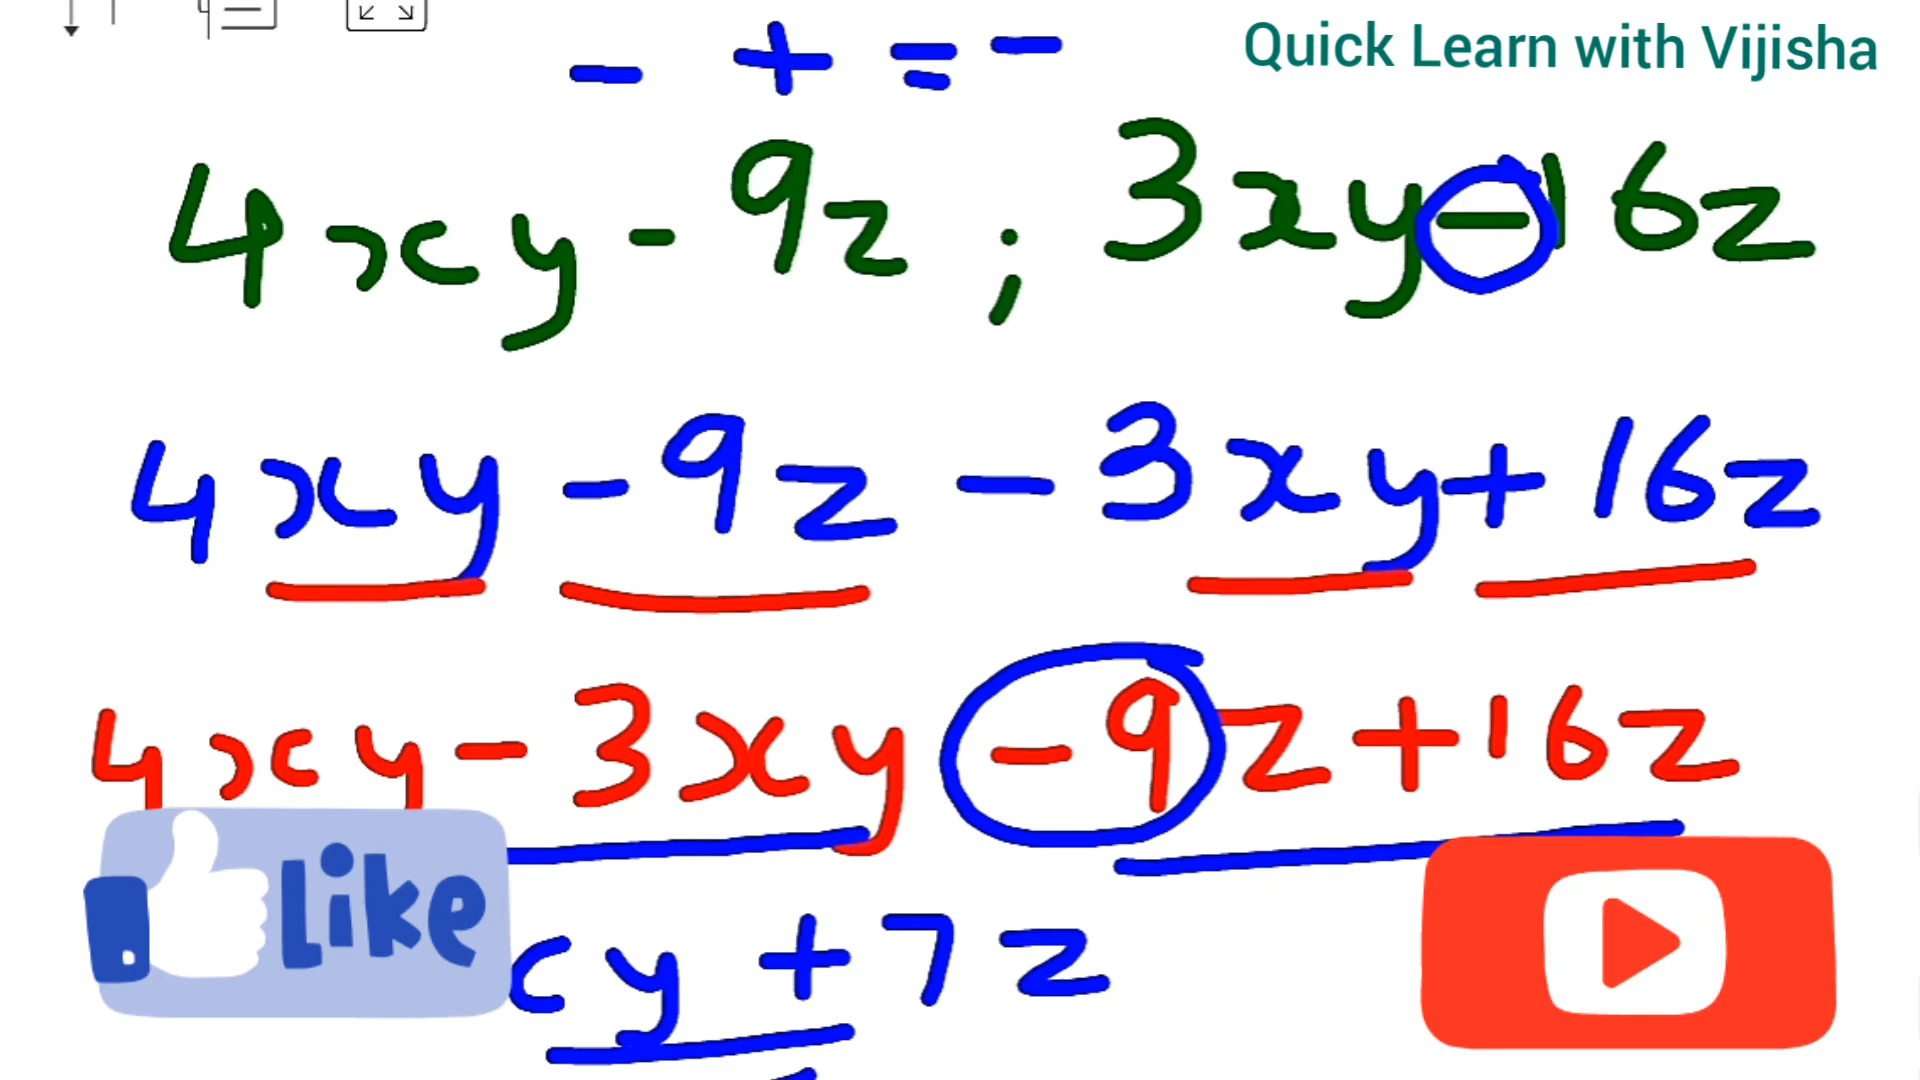 Quick Learn with Vijisha
- + = -
4xy - 9z ; 3xy - 16z
4xy - 9z - 3xy + 16z
4xy - 3xy - 9z + 16z
Like
xy + 7z